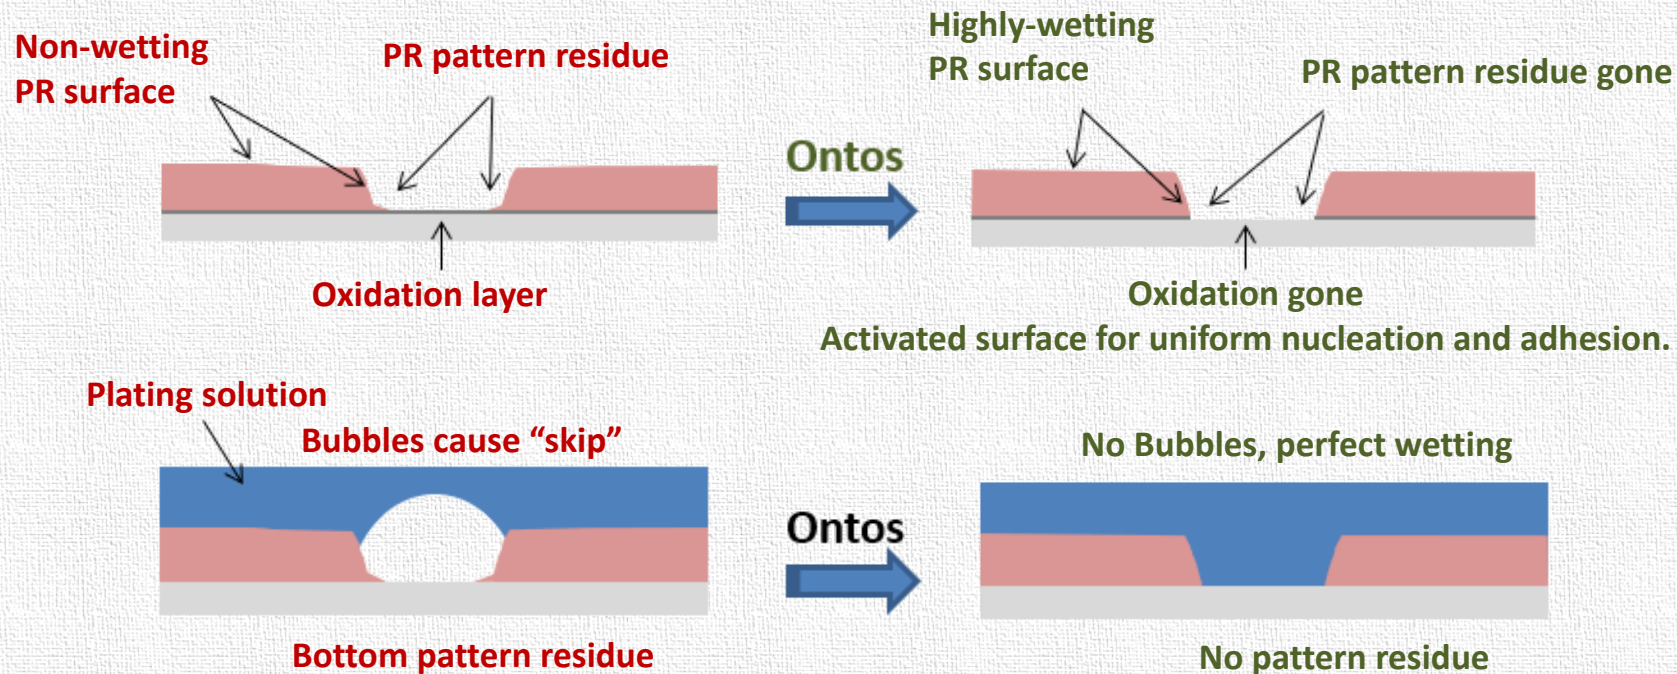 Non-wetting
PR surface
PR pattern residue
Highly-wetting
PR surface
PR pattern residue gone
Ontos
Oxidation layer
Oxidation gone
Activated surface for uniform nucleation and adhesion.
Plating solution
Bubbles cause “skip”
No Bubbles, perfect wetting
Ontos
Bottom pattern residue
No pattern residue